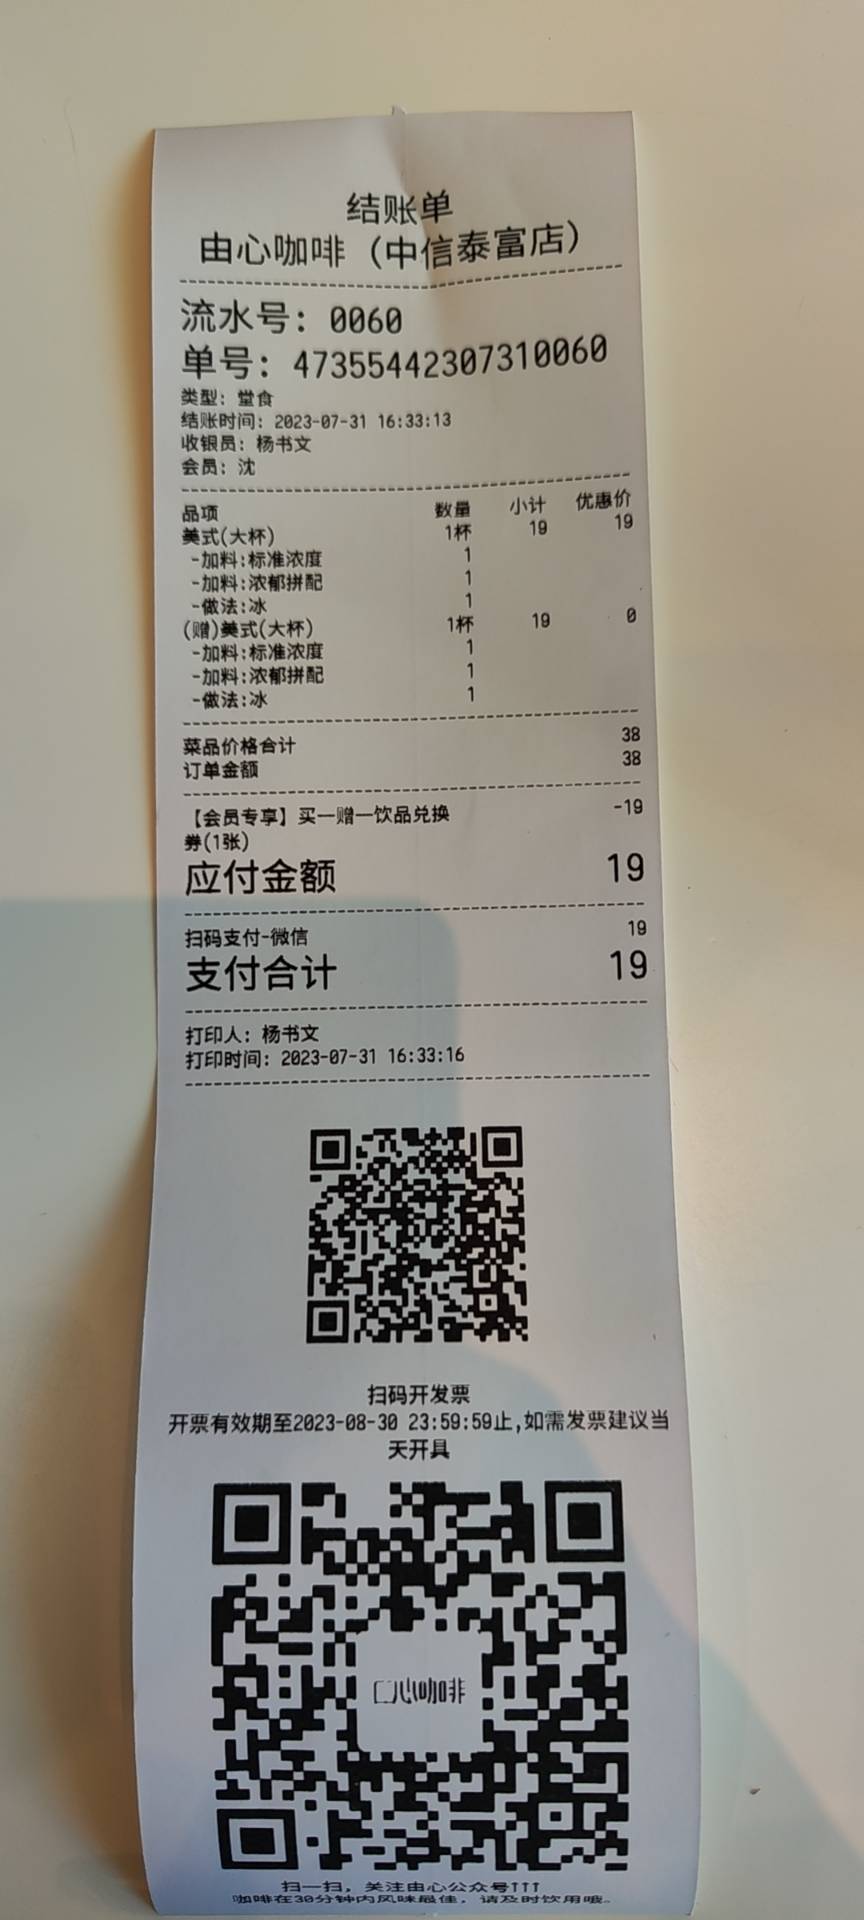 结账单
由心咖啡（中信泰富店）
流水号: 0060
单号: 47355442307310060
类型: 堂食
结账时间: 2023-07-31 16:33:13
收银员: 杨书文
会员: 沈
品项 数量 小计 优惠价
美式(大杯) 1杯 19 19
-加料:标准浓度 1
-加料:浓郁拼配 1
-做法:冰 1
(赠)美式(大杯) 1杯 19 0
-加料:标准浓度 1
-加料:浓郁拼配 1
-做法:冰 1
菜品价格合计 38
订单金额 38
【会员专享】买一赠一饮品兑换 -19
券(1张)
应付金额 19
扫码支付-微信 19
支付合计 19
打印人: 杨书文
打印时间: 2023-07-31 16:33:16
扫码开发票
开票有效期至2023-08-30 23:59:59止,如需发票建议当
天开具
由心咖啡
扫一扫，关注由心公众号↑↑↑
咖啡在30分钟内风味最佳，请及时饮用哦。